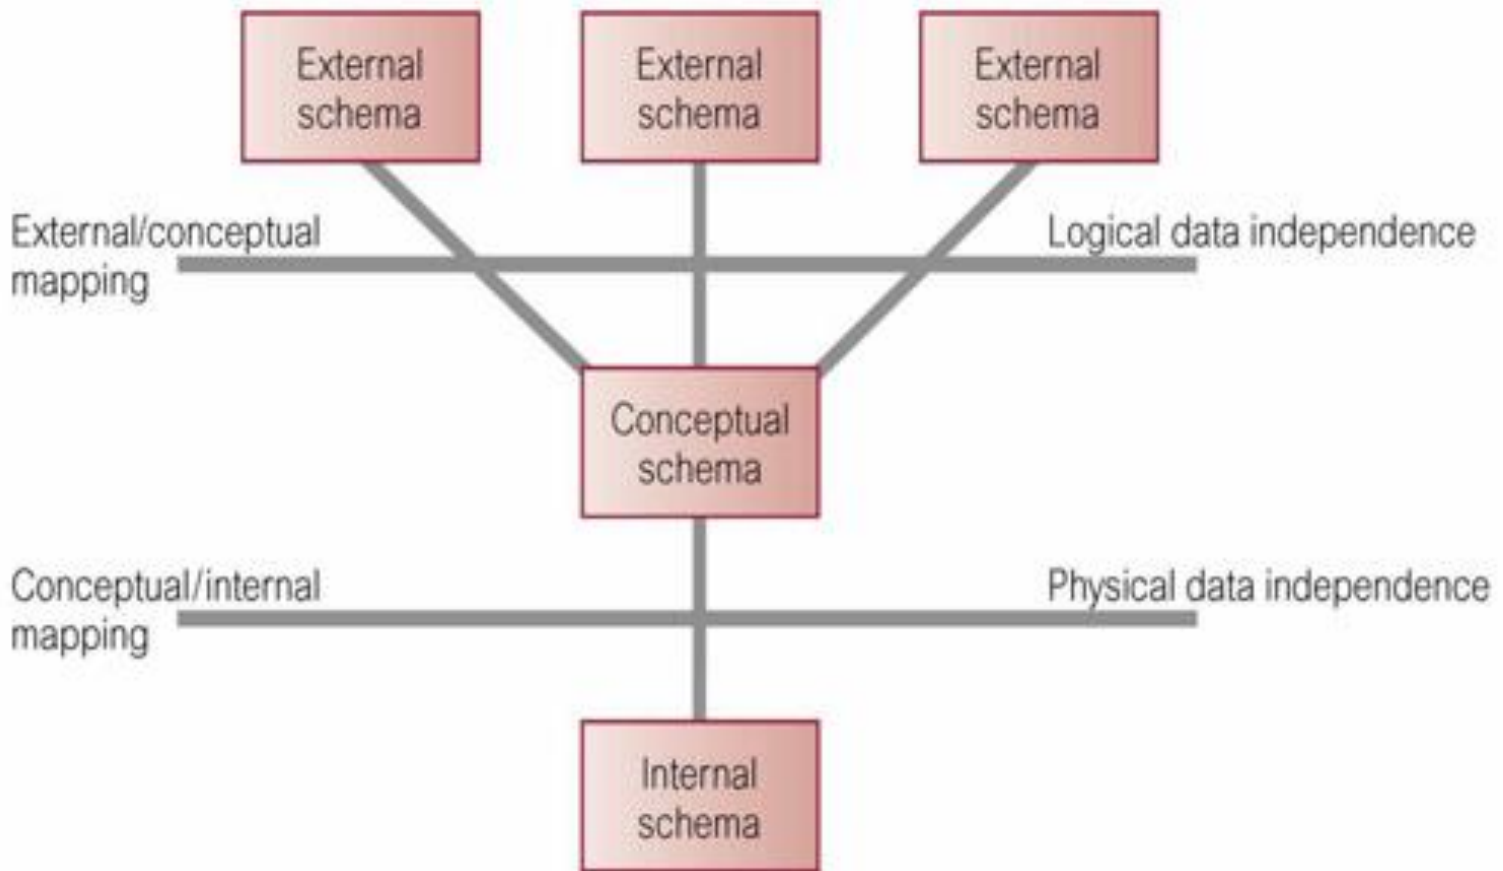 External
schema
External
schema
External
schema
External/conceptual
mapping
Logical data independence
Conceptual
schema
Conceptual/internal
mapping
Physical data independence
Internal
schema